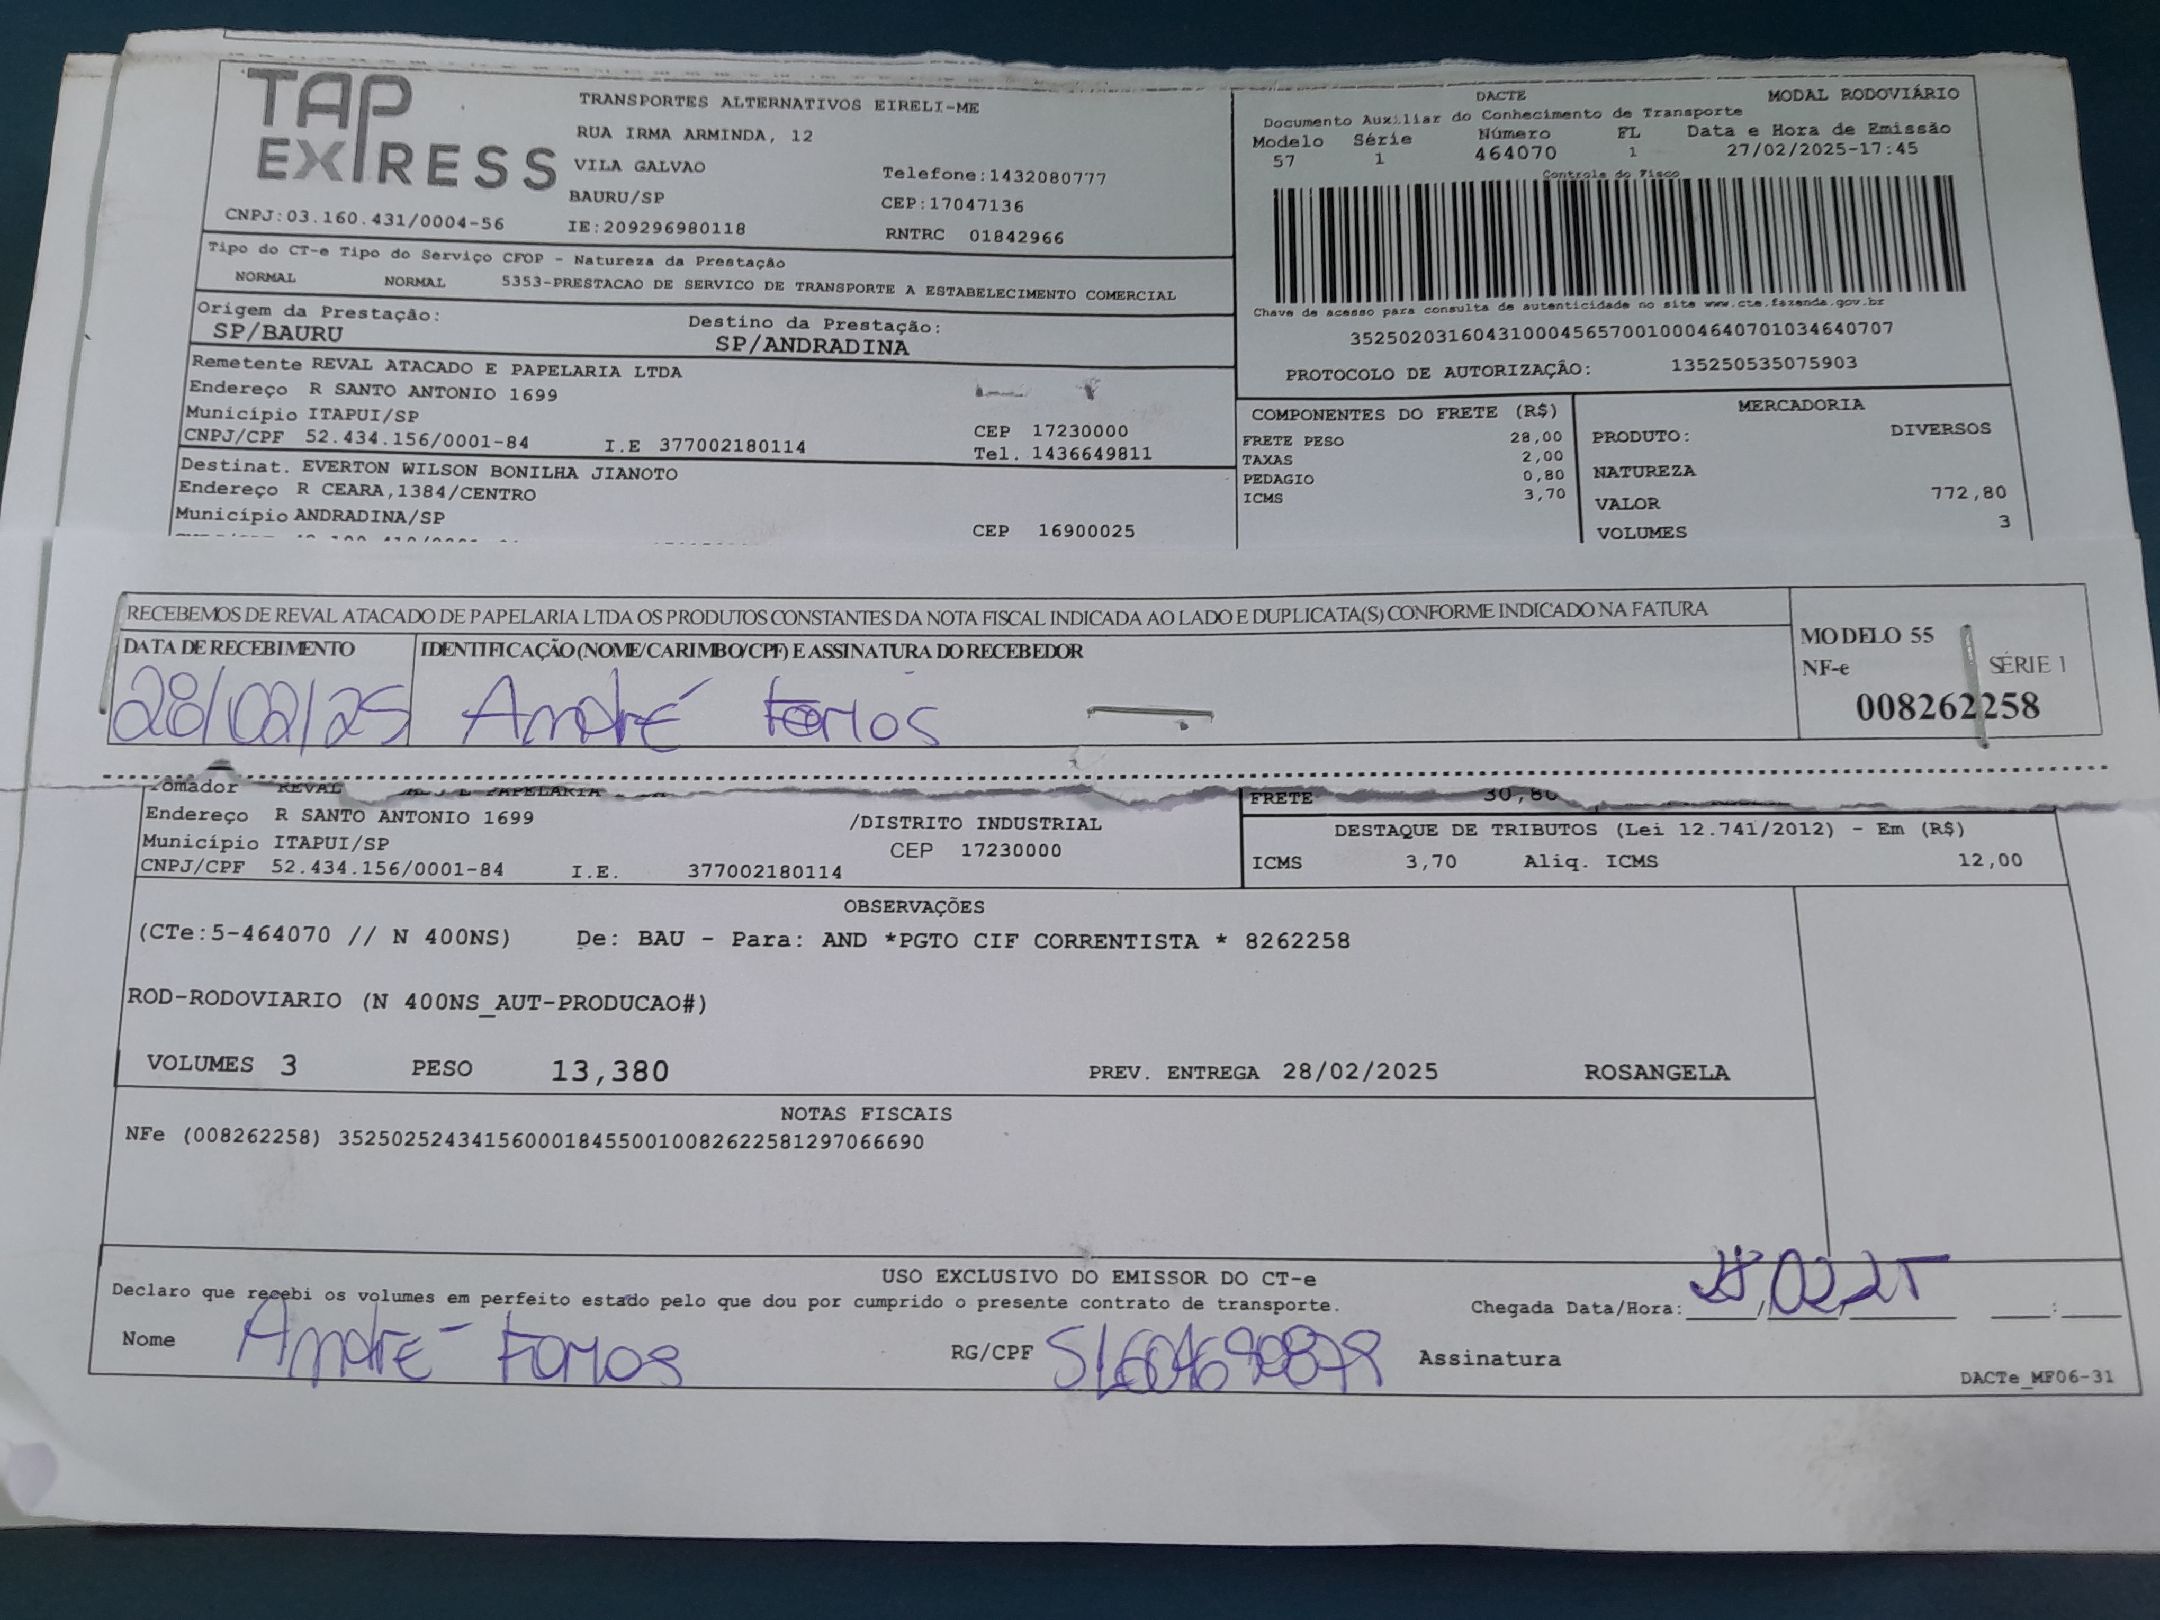 TAP EXPRESS
TRANSPORTES ALTERNATIVOS EIRELI-ME
RUA IRMA ARMINDA, 12
VILA GALVAO
BAURU/SP
Telefone:1432080777
CEP:17047136
CNPJ:03.160.431/0004-56
IE:209296980118
RNTRC 01842966
DACTE
MODAL RODOVIÁRIO
Documento Auxiliar do Conhecimento de Transporte
Modelo Série Número FL Data e Hora de Emissão
57 1 464070 1 27/02/2025-17:45
Controle do Fisco
Chave de acesso para consulta de autenticidade no site www.cte.fazenda.gov.br
35250203160431000456570010004640701034640707
PROTOCOLO DE AUTORIZAÇÃO: 135250535075903
Tipo do CT-e Tipo do Serviço CFOP - Natureza da Prestação
NORMAL NORMAL 5353-PRESTACAO DE SERVICO DE TRANSPORTE A ESTABELECIMENTO COMERCIAL
Origem da Prestação:
SP/BAURU
Destino da Prestação:
SP/ANDRADINA
Remetente REVAL ATACADO E PAPELARIA LTDA
Endereço R SANTO ANTONIO 1699
Município ITAPUI/SP
CEP 17230000
CNPJ/CPF 52.434.156/0001-84 I.E 377002180114 Tel. 1436649811
Destinat. EVERTON WILSON BONILHA JIANOTO
Endereço R CEARA,1384/CENTRO
Município ANDRADINA/SP CEP 16900025
COMPONENTES DO FRETE (R$)
FRETE PESO 28,00
TAXAS 2,00
PEDAGIO 0,80
ICMS 3,70
MERCADORIA
PRODUTO: DIVERSOS
NATUREZA
VALOR 772,80
VOLUMES 3
RECEBEMOS DE REVAL ATACADO DE PAPELARIA LTDA OS PRODUTOS CONSTANTES DA NOTA FISCAL INDICADA AO LADO E DUPLICATA(S) CONFORME INDICADO NA FATURA
DATA DE RECEBIMENTO
28/02/25
IDENTIFICAÇÃO (NOME/CARIMBO/CPF) E ASSINATURA DO RECEBEDOR
André
MODELO 55
NF-e SÉRIE 1
008262258
Tomador REVAL PAPELARIA
Endereço R SANTO ANTONIO 1699 /DISTRITO INDUSTRIAL
Município ITAPUI/SP CEP 17230000
CNPJ/CPF 52.434.156/0001-84 I.E. 377002180114
FRETE 30,80
DESTAQUE DE TRIBUTOS (Lei 12.741/2012) - Em (R$)
ICMS 3,70 Aliq. ICMS 12,00
OBSERVAÇÕES
(CTe:5-464070 // N 400NS) De: BAU - Para: AND *PGTO CIF CORRENTISTA * 8262258
ROD-RODOVIARIO (N 400NS_AUT-PRODUCAO#)
VOLUMES 3 PESO 13,380 PREV. ENTREGA 28/02/2025 ROSANGELA
NOTAS FISCAIS
NFe (008262258) 35250252434156000184550010082622581297066690
USO EXCLUSIVO DO EMISSOR DO CT-e
Declaro que recebi os volumes em perfeito estado pelo que dou por cumprido o presente contrato de transporte.
Chegada Data/Hora: 28/02/25 :
Nome André
RG/CPF
Assinatura
DACTe_MF06-31